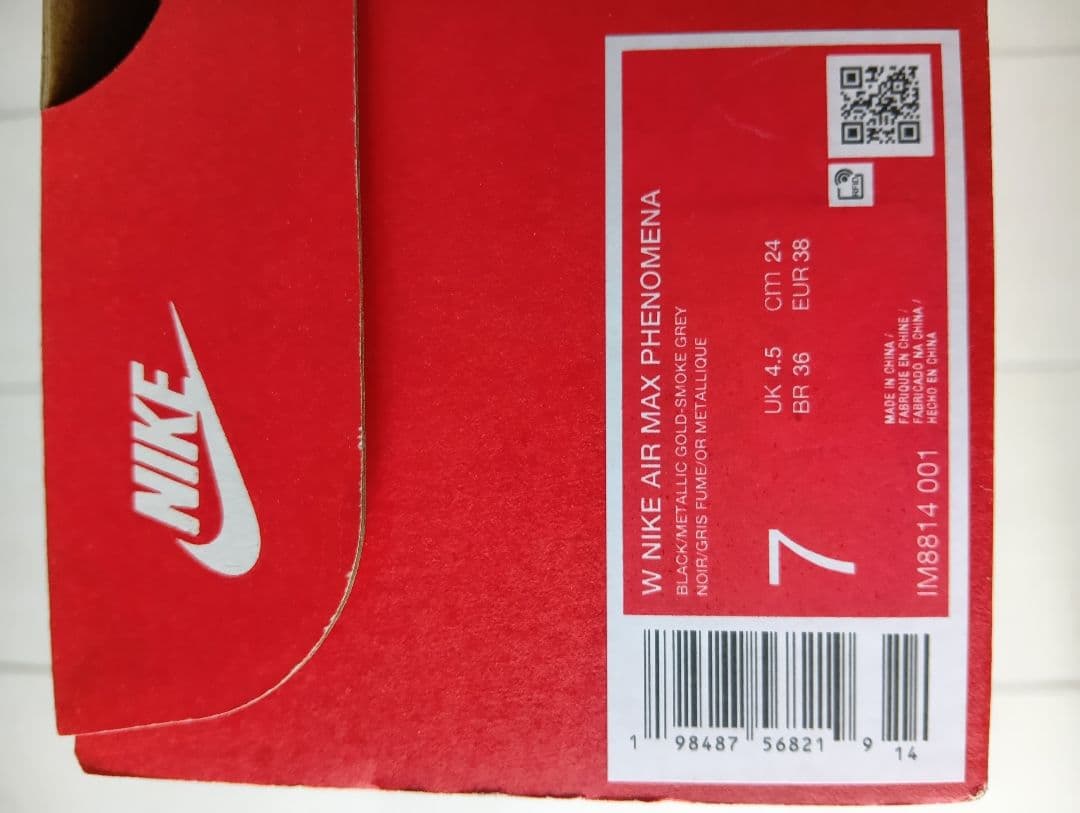 NIKE
W NIKE AIR MAX PHENOMENA
BLACK/METALLIC GOLD-SMOKE GREY
NOIR/GRIS FUME/OR METALLIQUE
7
UK 4.5 cm 24
BR 36 EUR 38
RFID
MADE IN CHINA /
FABRIQUE EN CHINE /
FABRICADO NA CHINA /
HECHO EN CHINA
IM8814 001
1 98487 56821 9 14